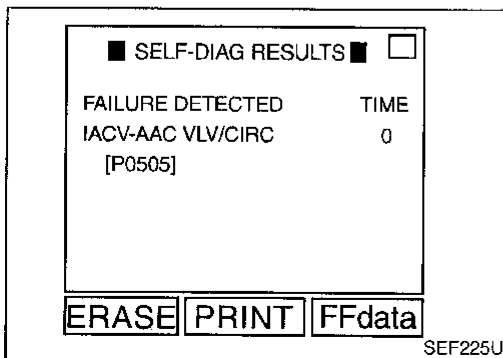 SELF-DIAG RESULTS
FAILURE DETECTED TIME
IACV-AAC VLV/CIRC 0
[P0505]
ERASE PRINT FFdata
SEF225U